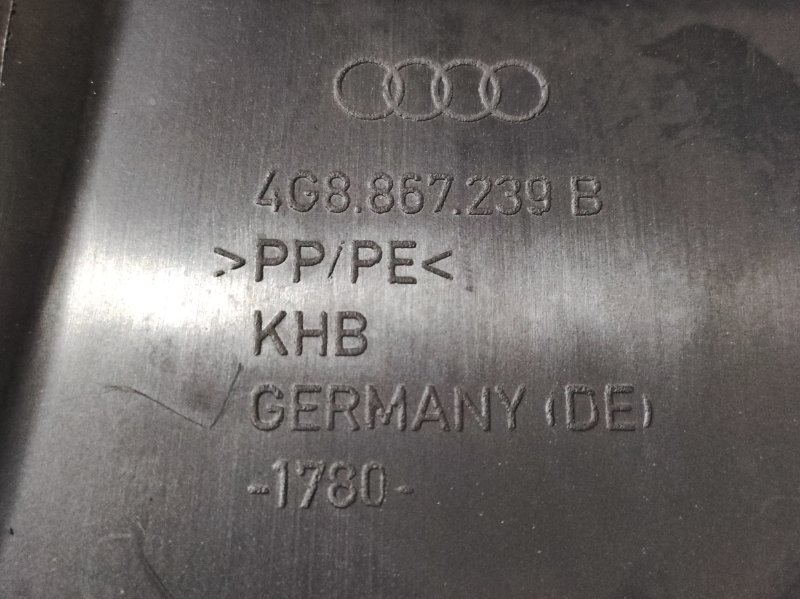 4G8.867.239 B
>PP/PE<
KHB
GERMANY (DE)
-1780-